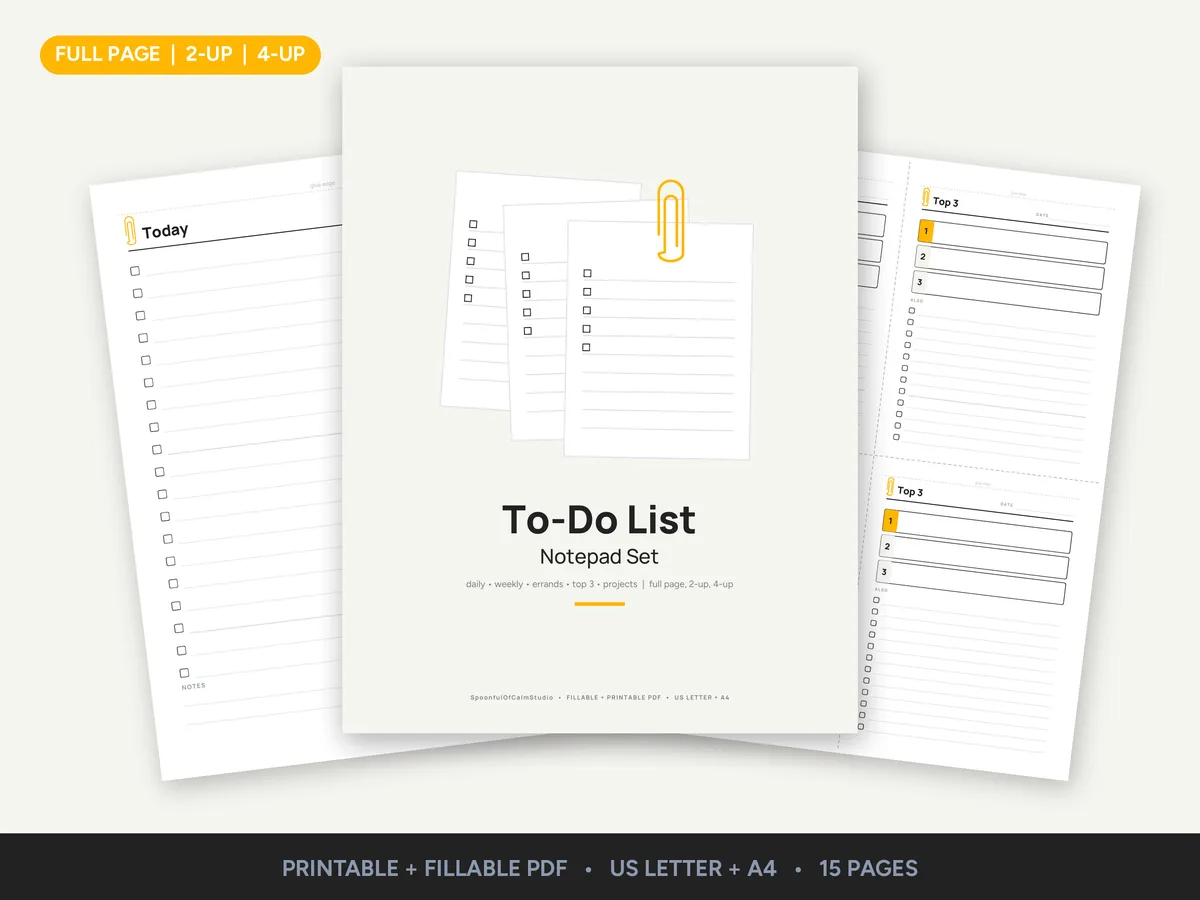 FULL PAGE | 2-UP | 4-UP
glue edge
Today
NOTES
To-Do List
Notepad Set
daily • weekly • errands • top 3 • projects | full page, 2-up, 4-up
SpoonfulOfCalmStudio • FILLABLE + PRINTABLE PDF • US LETTER + A4
Top 3
DATE
1
2
3
ALSO
Top 3
DATE
1
2
3
ALSO
PRINTABLE + FILLABLE PDF • US LETTER + A4 • 15 PAGES